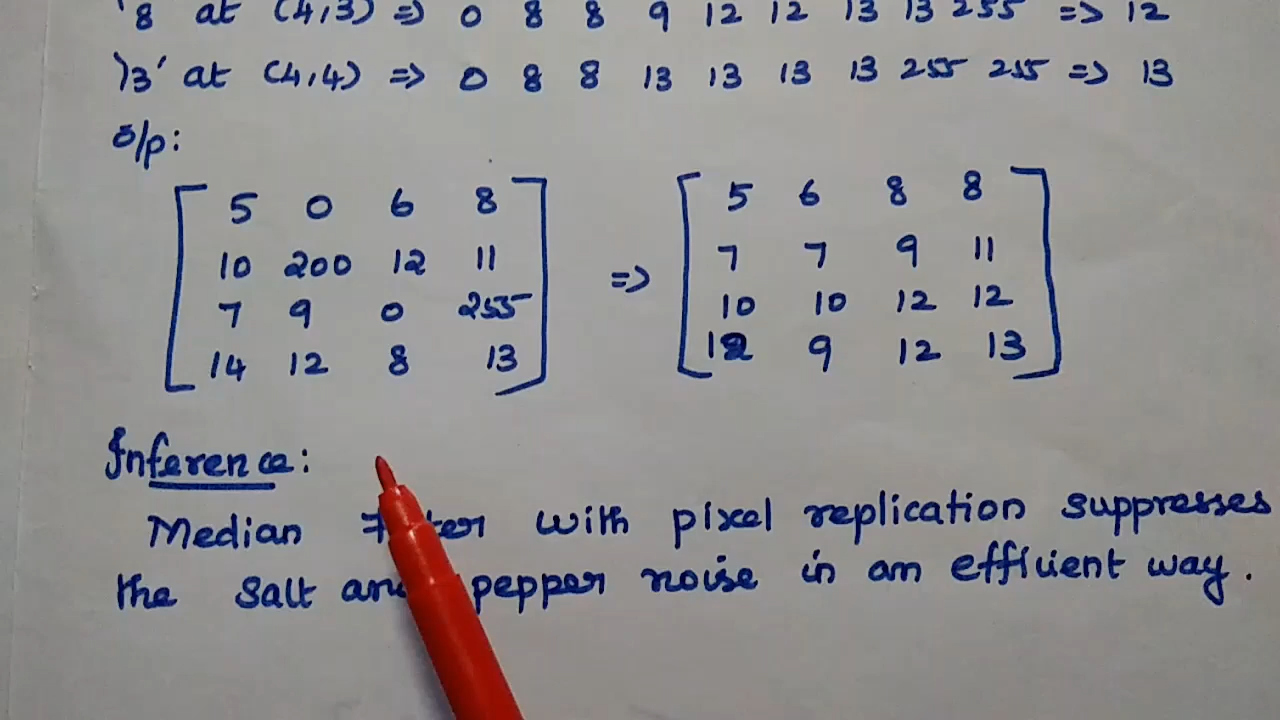 '8 at (4,3) => 0 8 8 9 12 12 13 13 255 => 12
13' at (4,4) => 0 8 8 13 13 13 13 255 255 => 13
o/p:
5 0 6 8
10 200 12 11
7 9 0 255
14 12 8 13
=>
5 6 8 8
7 7 9 11
10 10 12 12
12 9 12 13
Inference:
Median with pixel replication suppresses
the salt and pepper noise in an efficient way.